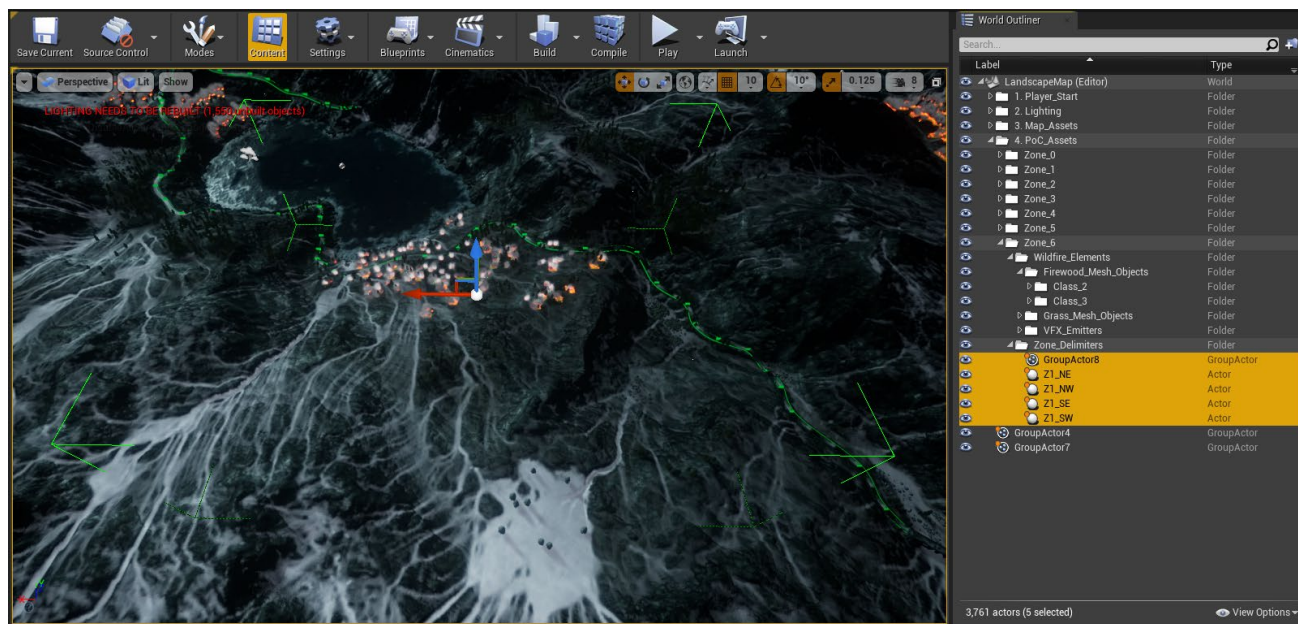 World Outliner
Save Current Source Control Modes Content Settings Blueprints Cinematics Build Compile Play Launch
Search...
Label Type
Perspective Lit Show 10 10° 0.125 8
LIGHTING NEEDS TO BE REBUILT (1,550 unbuilt objects)
LandscapeMap (Editor) World
1. Player_Start Folder
2. Lighting Folder
3. Map_Assets Folder
4. PoC_Assets Folder
Zone_0 Folder
Zone_1 Folder
Zone_2 Folder
Zone_3 Folder
Zone_4 Folder
Zone_5 Folder
Zone_6 Folder
Wildfire_Elements Folder
Firewood_Mesh_Objects Folder
Class_2 Folder
Class_3 Folder
Grass_Mesh_Objects Folder
VFX_Emitters Folder
Zone_Delimiters Folder
GroupActor8 GroupActor
Z1_NE Actor
Z1_NW Actor
Z1_SE Actor
Z1_SW Actor
GroupActor4 GroupActor
GroupActor7 GroupActor
3,761 actors (5 selected) View Options